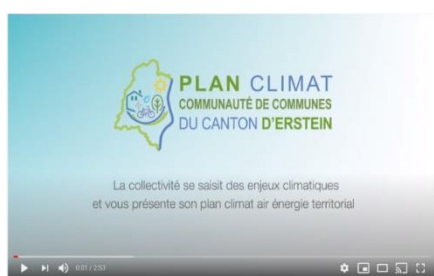 PLAN CLIMAT
COMMUNAUTÉ DE COMMUNES
DU CANTON D'ERSTEIN
La collectivité se saisit des enjeux climatiques
et vous présente son plan climat air énergie territorial
0:01 / 2:53